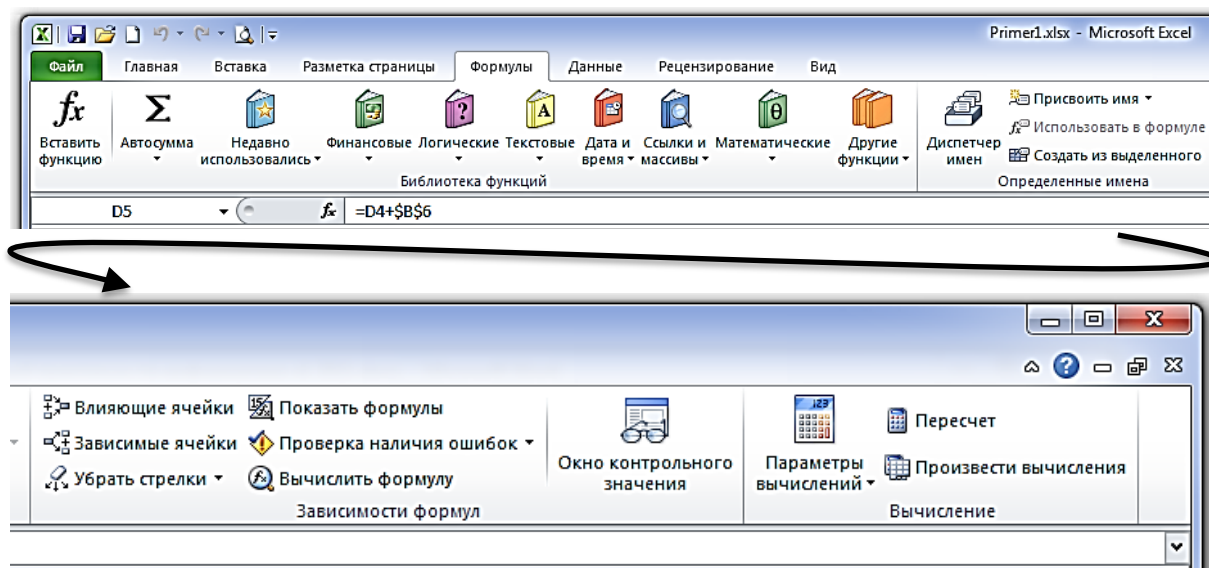 Primer1.xlsx - Microsoft Excel
Файл Главная Вставка Разметка страницы Формулы Данные Рецензирование Вид
fx Σ ? A θ
Вставить функцию
Автосумма
Недавно использовались
Финансовые
Логические
Текстовые
Дата и время
Ссылки и массивы
Математические
Другие функции
Диспетчер имен
Присвоить имя
Использовать в формуле
Создать из выделенного
Библиотека функций
Определенные имена
D5 fx =D4+$B$6
Влияющие ячейки
Зависимые ячейки
Убрать стрелки
Показать формулы
Проверка наличия ошибок
Вычислить формулу
Окно контрольного значения
Параметры вычислений
Пересчет
Произвести вычисления
Зависимости формул
Вычисление